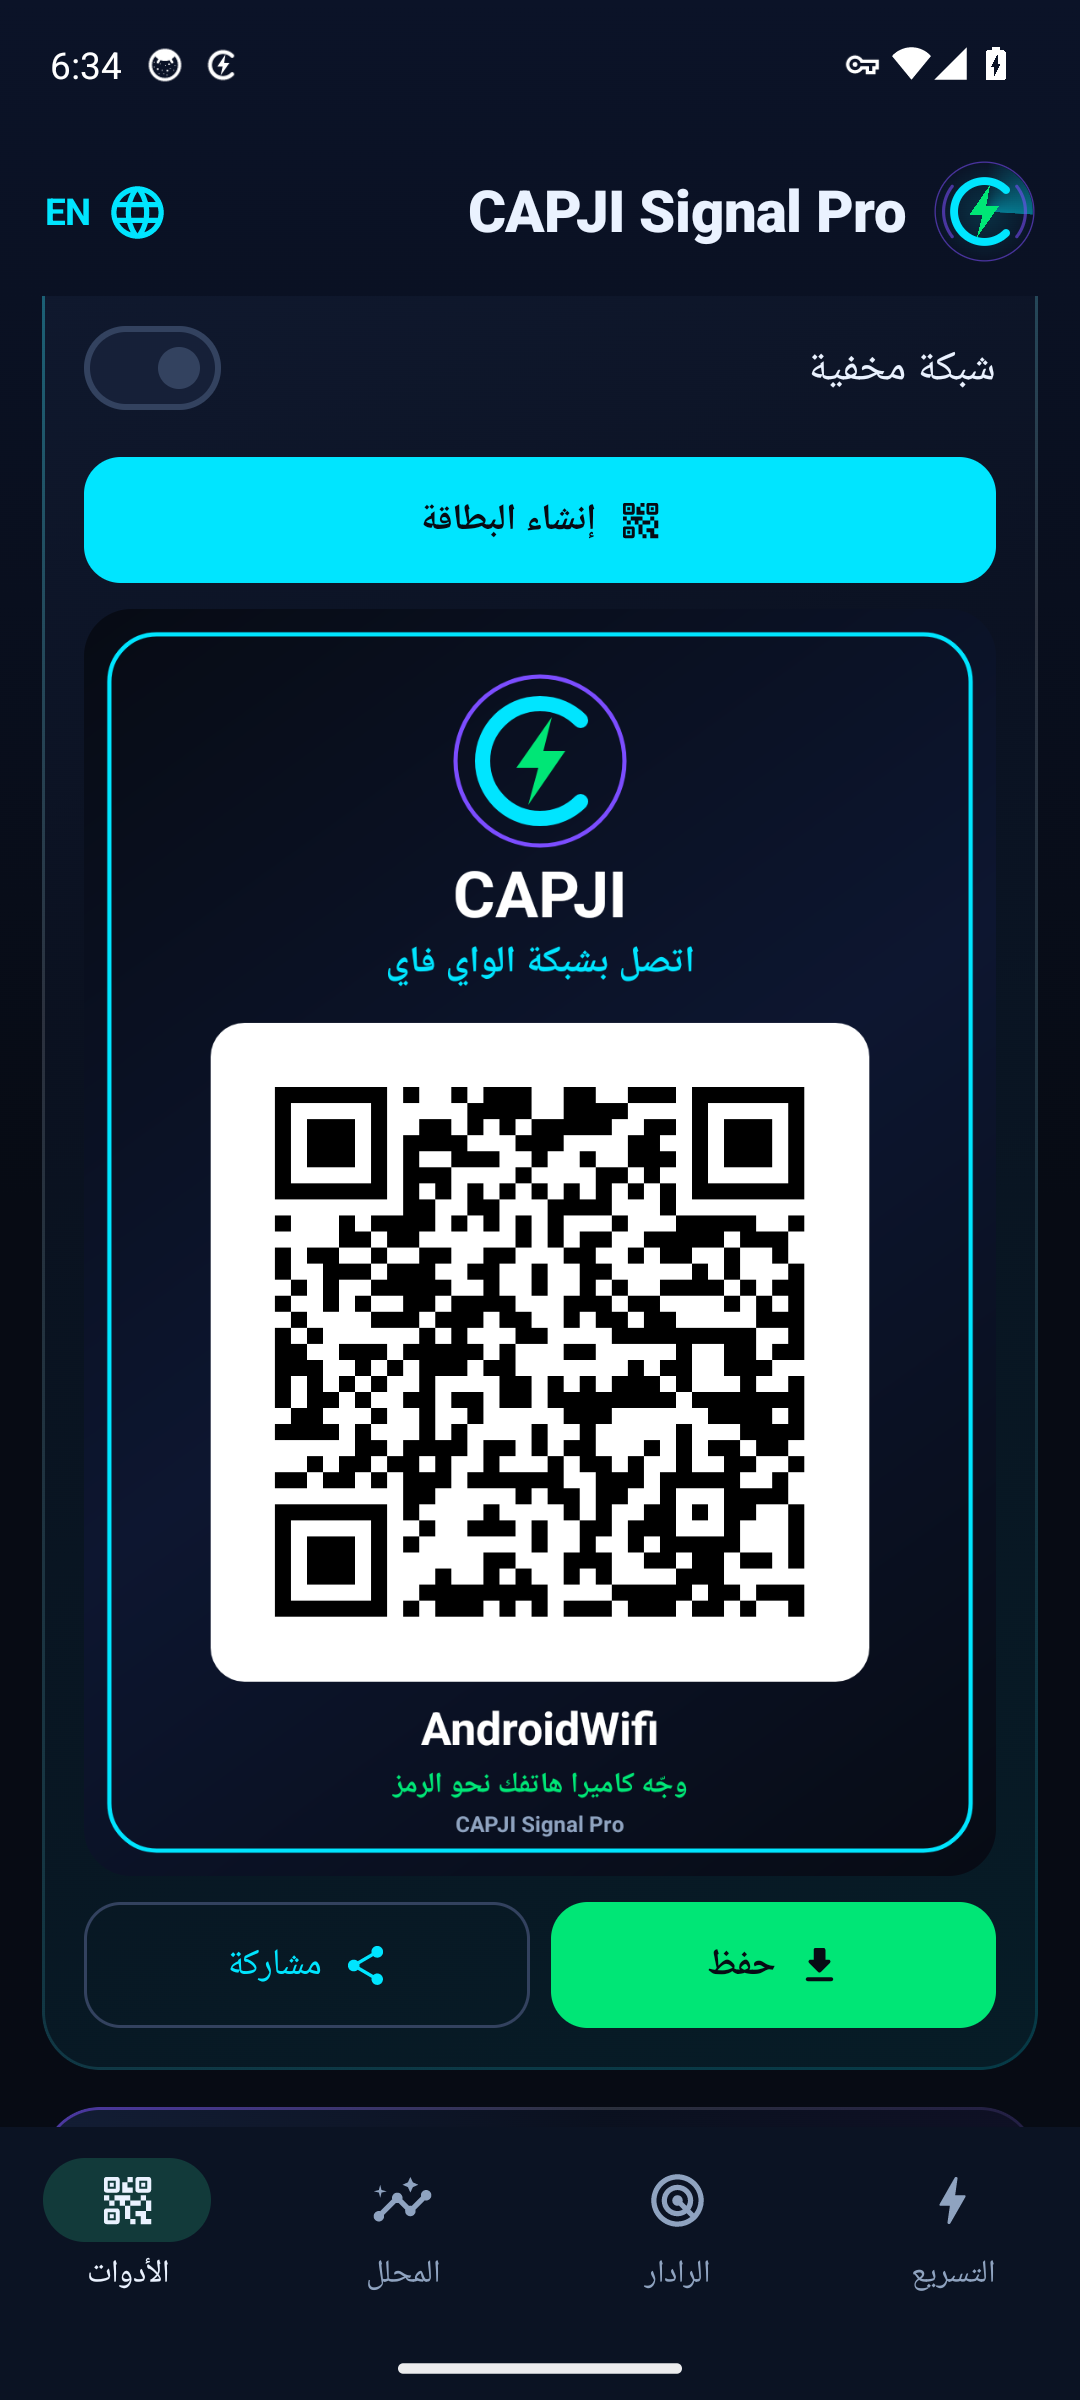 6:34
CAPJI Signal Pro
EN
شبكة مخفية
إنشاء البطاقة
CAPJI
اتصل بشبكة الواي فاي
AndroidWifi
وجّه كاميرا هاتفك نحو الرمز
CAPJI Signal Pro
حفظ
مشاركة
التسريع
الرادار
المحلل
الأدوات